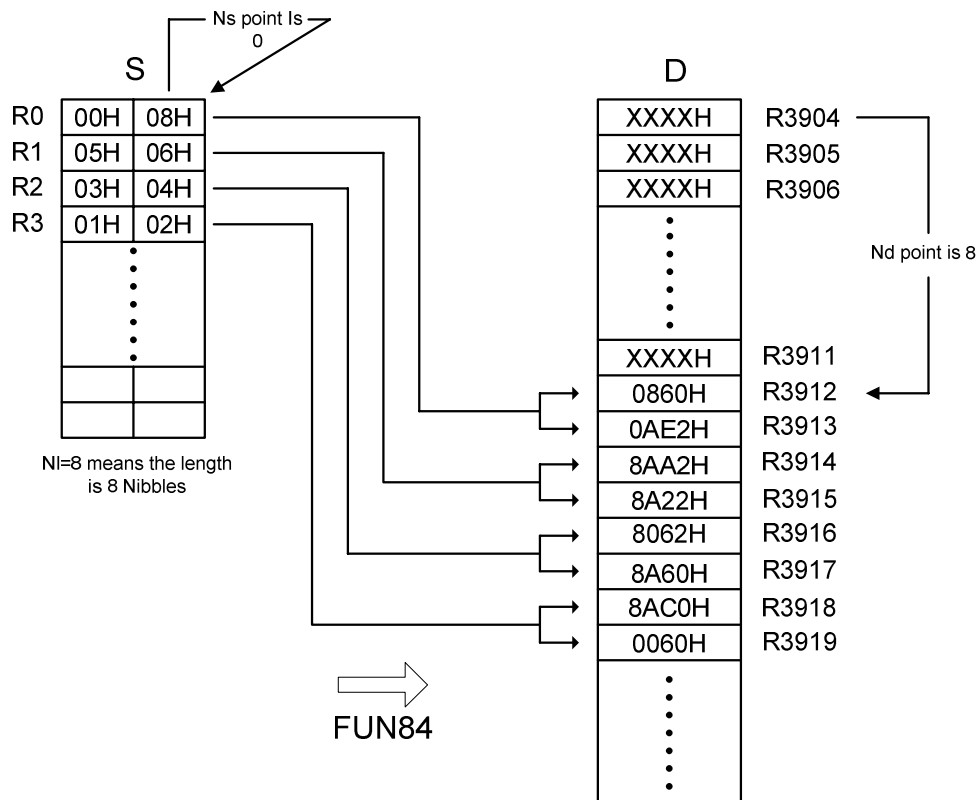 Ns point Is
0
S
D
R0 00H 08H
R1 05H 06H
R2 03H 04H
R3 01H 02H
Nl=8 means the length
is 8 Nibbles
XXXXH R3904
XXXXH R3905
XXXXH R3906
Nd point is 8
XXXXH R3911
0860H R3912
0AE2H R3913
8AA2H R3914
8A22H R3915
8062H R3916
8A60H R3917
8AC0H R3918
0060H R3919
FUN84